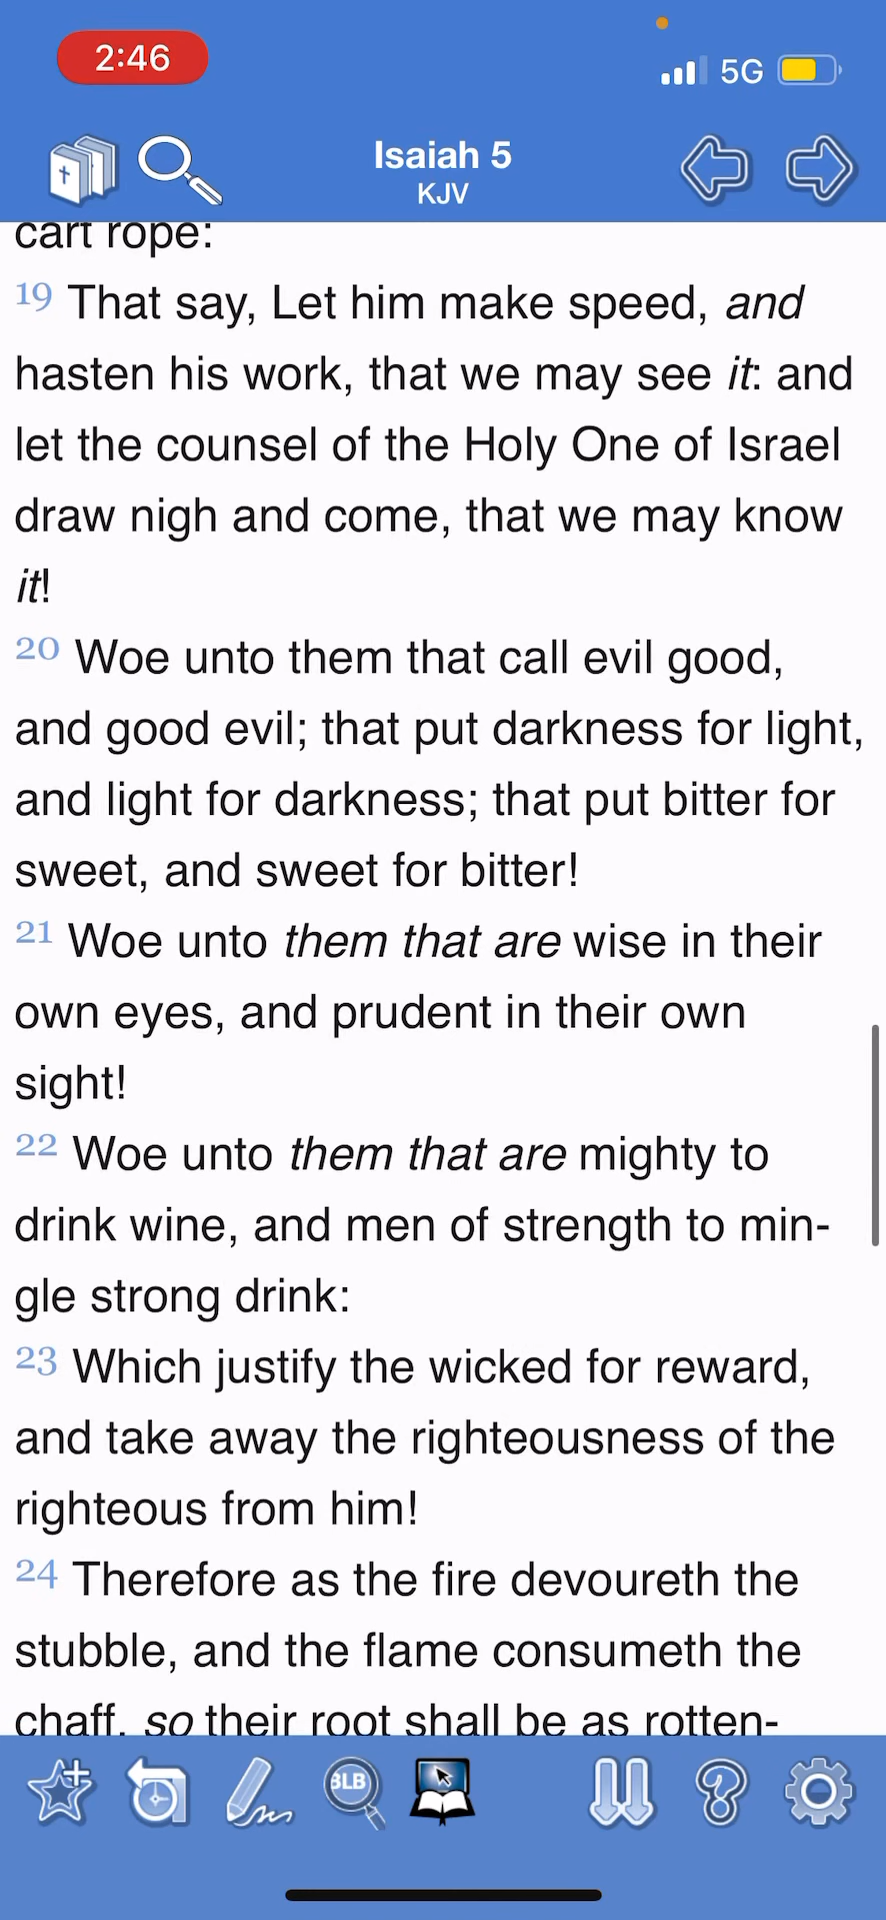 2:46
5G
Isaiah 5
KJV
cart rope:
19 That say, Let him make speed, and
hasten his work, that we may see it: and
let the counsel of the Holy One of Israel
draw nigh and come, that we may know
it!
20 Woe unto them that call evil good,
and good evil; that put darkness for light,
and light for darkness; that put bitter for
sweet, and sweet for bitter!
21 Woe unto them that are wise in their
own eyes, and prudent in their own
sight!
22 Woe unto them that are mighty to
drink wine, and men of strength to min-
gle strong drink:
23 Which justify the wicked for reward,
and take away the righteousness of the
righteous from him!
24 Therefore as the fire devoureth the
stubble, and the flame consumeth the
chaff, so their root shall be as rotten-
BLB